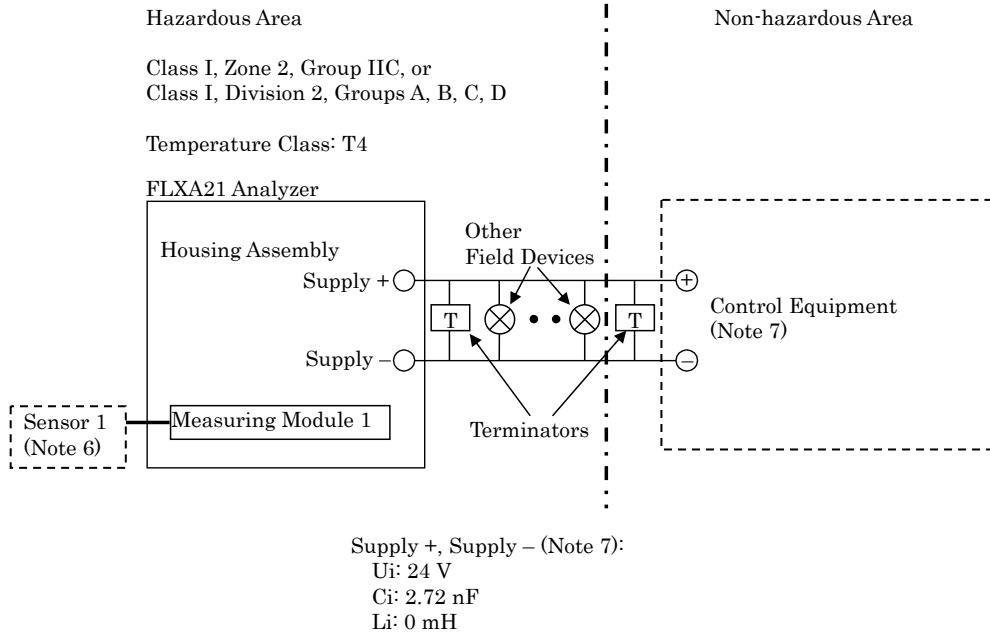 Hazardous Area
Non-hazardous Area
Class I, Zone 2, Group IIC, or
Class I, Division 2, Groups A, B, C, D
Temperature Class: T4
FLXA21 Analyzer
Housing Assembly
Other
Field Devices
Supply +
+
T
T
Control Equipment
(Note 7)
Supply –
–
Sensor 1
(Note 6)
Measuring Module 1
Terminators
Supply +, Supply – (Note 7):
Ui: 24 V
Ci: 2.72 nF
Li: 0 mH